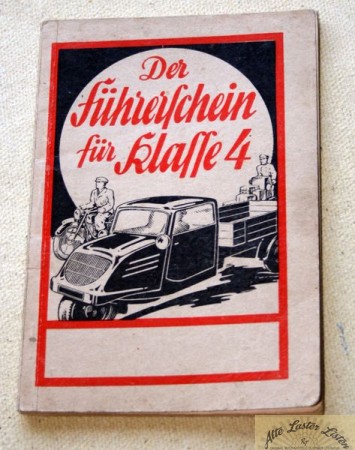 Der
Führerschein
für Klasse 4
Alte Laster Listen